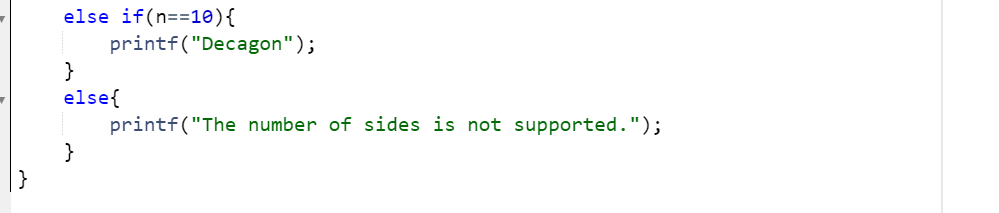 else if(n==10){
printf("Decagon");
}
else{
printf("The number of sides is not supported.");
}
}